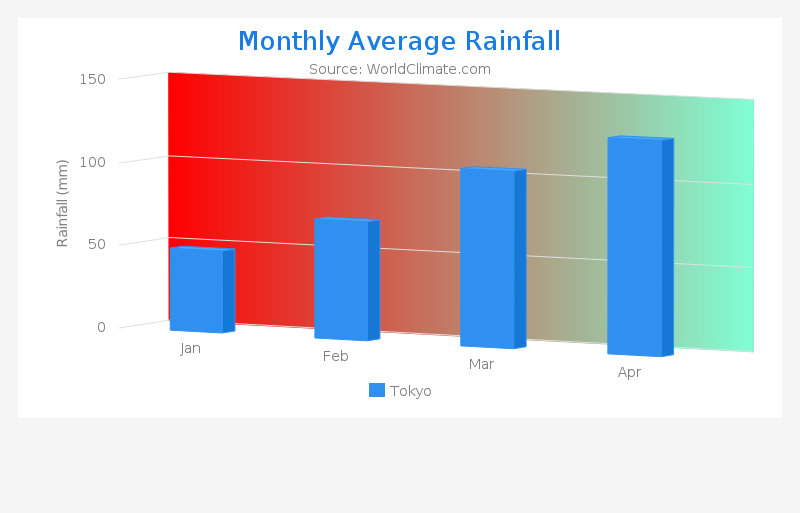 Monthly Average Rainfall
Source: WorldClimate.com
Rainfall (mm)
150
100
50
0
Jan
Feb
Mar
Apr
Tokyo